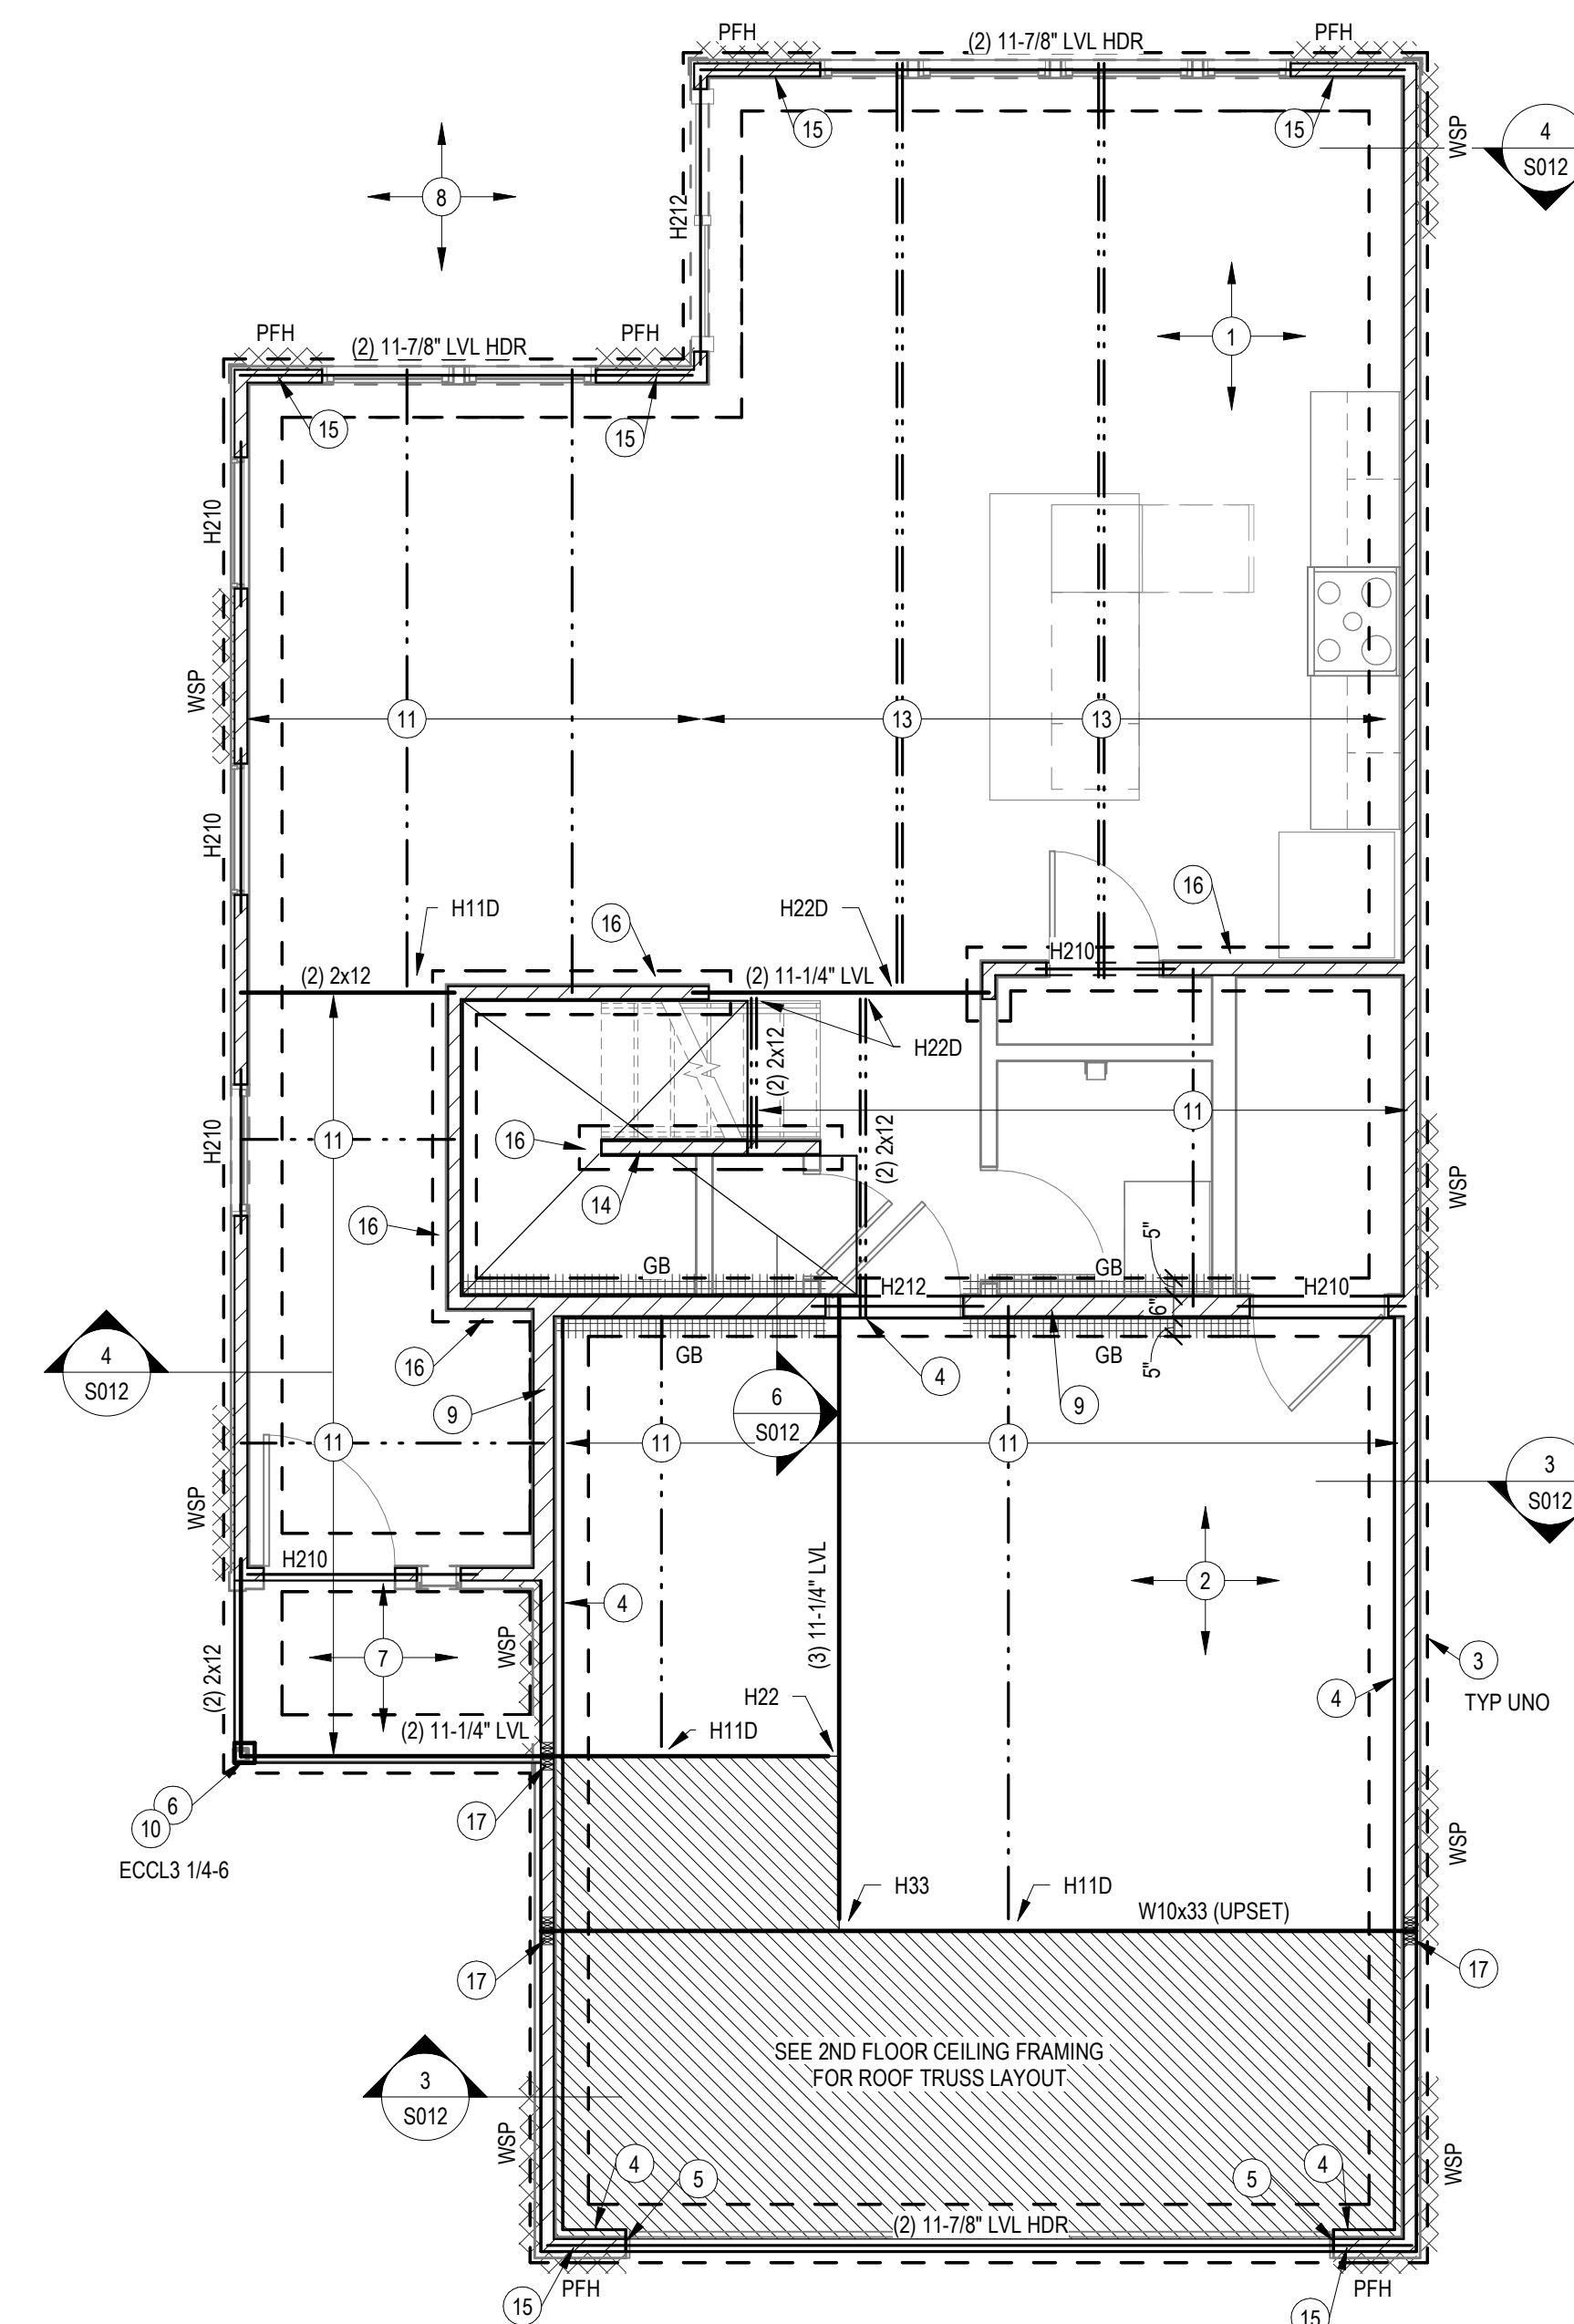 PFH
(2) 11-7/8" LVL HDR
PFH
15
15
WSP
4
S012
8
H212
1
PFH
(2) 11-7/8" LVL HDR
PFH
15
15
H210
WSP
11
13
13
H210
H11D
16
H22D
16
H210
(2) 2x12
(2) 11-1/4" LVL
H22D
(2) 2x12
11
11
H210
16
(2) 2x12
14
16
WSP
5"
GB
GB
H212
H210
6"
4
S012
16
GB
GB
5"
4
9
6
S012
9
11
11
11
WSP
3
S012
H210
4
2
WSP
(3) 11-1/4" LVL
7
3
TYP UNO
(2) 2x12
H22
4
(2) 11-1/4" LVL
H11D
6
10
17
WSP
ECCL3 1/4-6
H33
H11D
W10x33 (UPSET)
17
17
SEE 2ND FLOOR CEILING FRAMING
FOR ROOF TRUSS LAYOUT
3
S012
WSP
4
5
5
4
WSP
(2) 11-7/8" LVL HDR
15
PFH
PFH
15